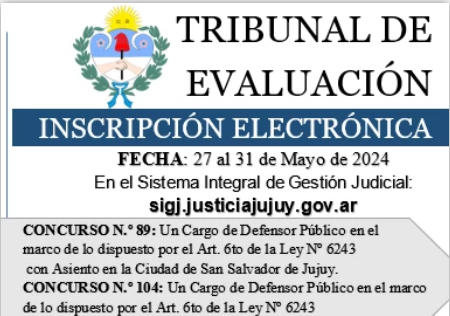 TRIBUNAL DE
EVALUACIÓN
INSCRIPCIÓN ELECTRÓNICA
FECHA: 27 al 31 de Mayo de 2024
En el Sistema Integral de Gestión Judicial:
sigj.justiciajujuy.gov.ar
CONCURSO N.º 89: Un Cargo de Defensor Público en el
marco de lo dispuesto por el Art. 6to de la Ley Nº 6243
con Asiento en la Ciudad de San Salvador de Jujuy.
CONCURSO N.º 104: Un Cargo de Defensor Público en el marco
de lo dispuesto por el Art. 6to de la Ley Nº 6243